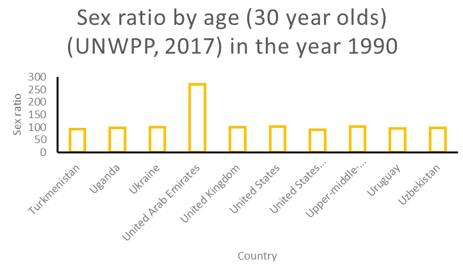 Sex ratio by age (30 year olds)
(UNWPP, 2017) in the year 1990
300
250
200
150
100
50
0
Sex ratio
Turkmenistan
Uganda
Ukraine
United Arab Emirates
United Kingdom
United States
United States...
Upper-middle-...
Uruguay
Uzbekistan
Country